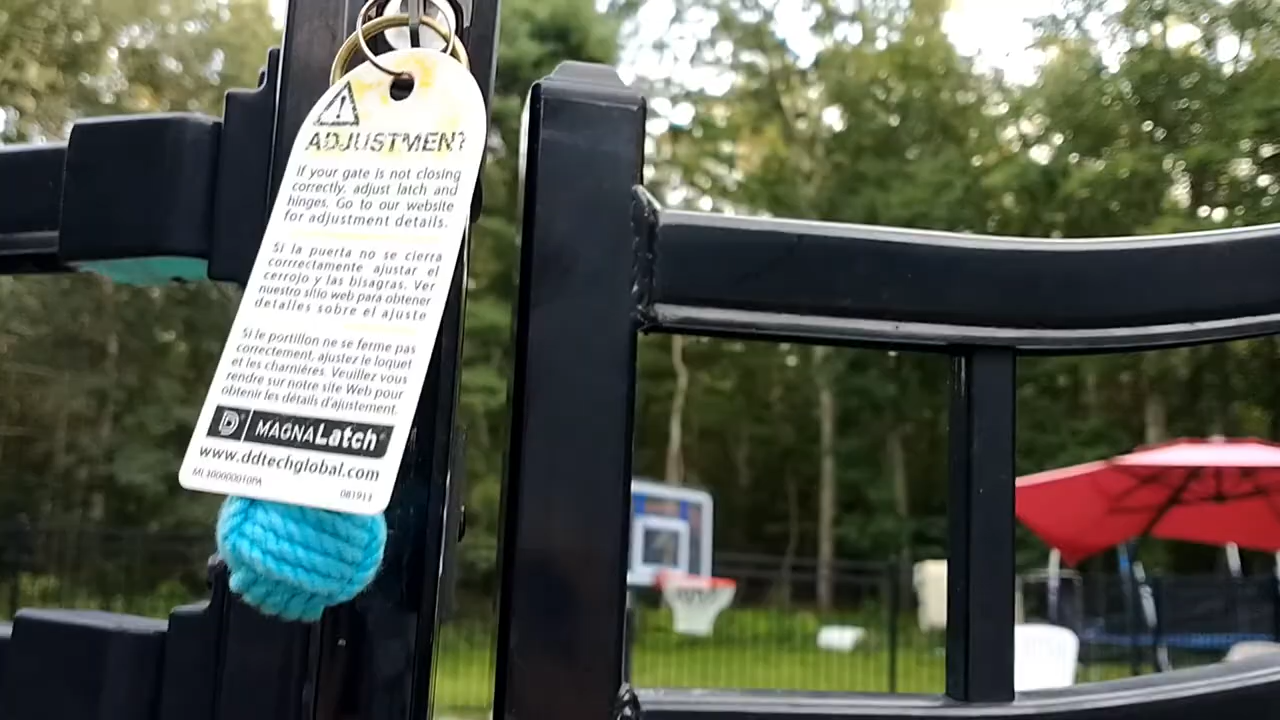 ADJUSTMENT?
If your gate is not closing
correctly, adjust latch and
hinges. Go to our website
for adjustment details.
Si la puerta no se cierra
corrrectamente ajustar el
cerrojo y las bisagras. Ver
nuestro sitio web para obtener
detalles sobre el ajuste
Si le portillon ne se ferme pas
correctement, ajustez le loquet
et les charnières. Veuillez vous
rendre sur notre site Web pour
obtenir les détails d'ajustement.
D MAGNALatch
www.ddtechglobal.com
ML300000010PA 081911